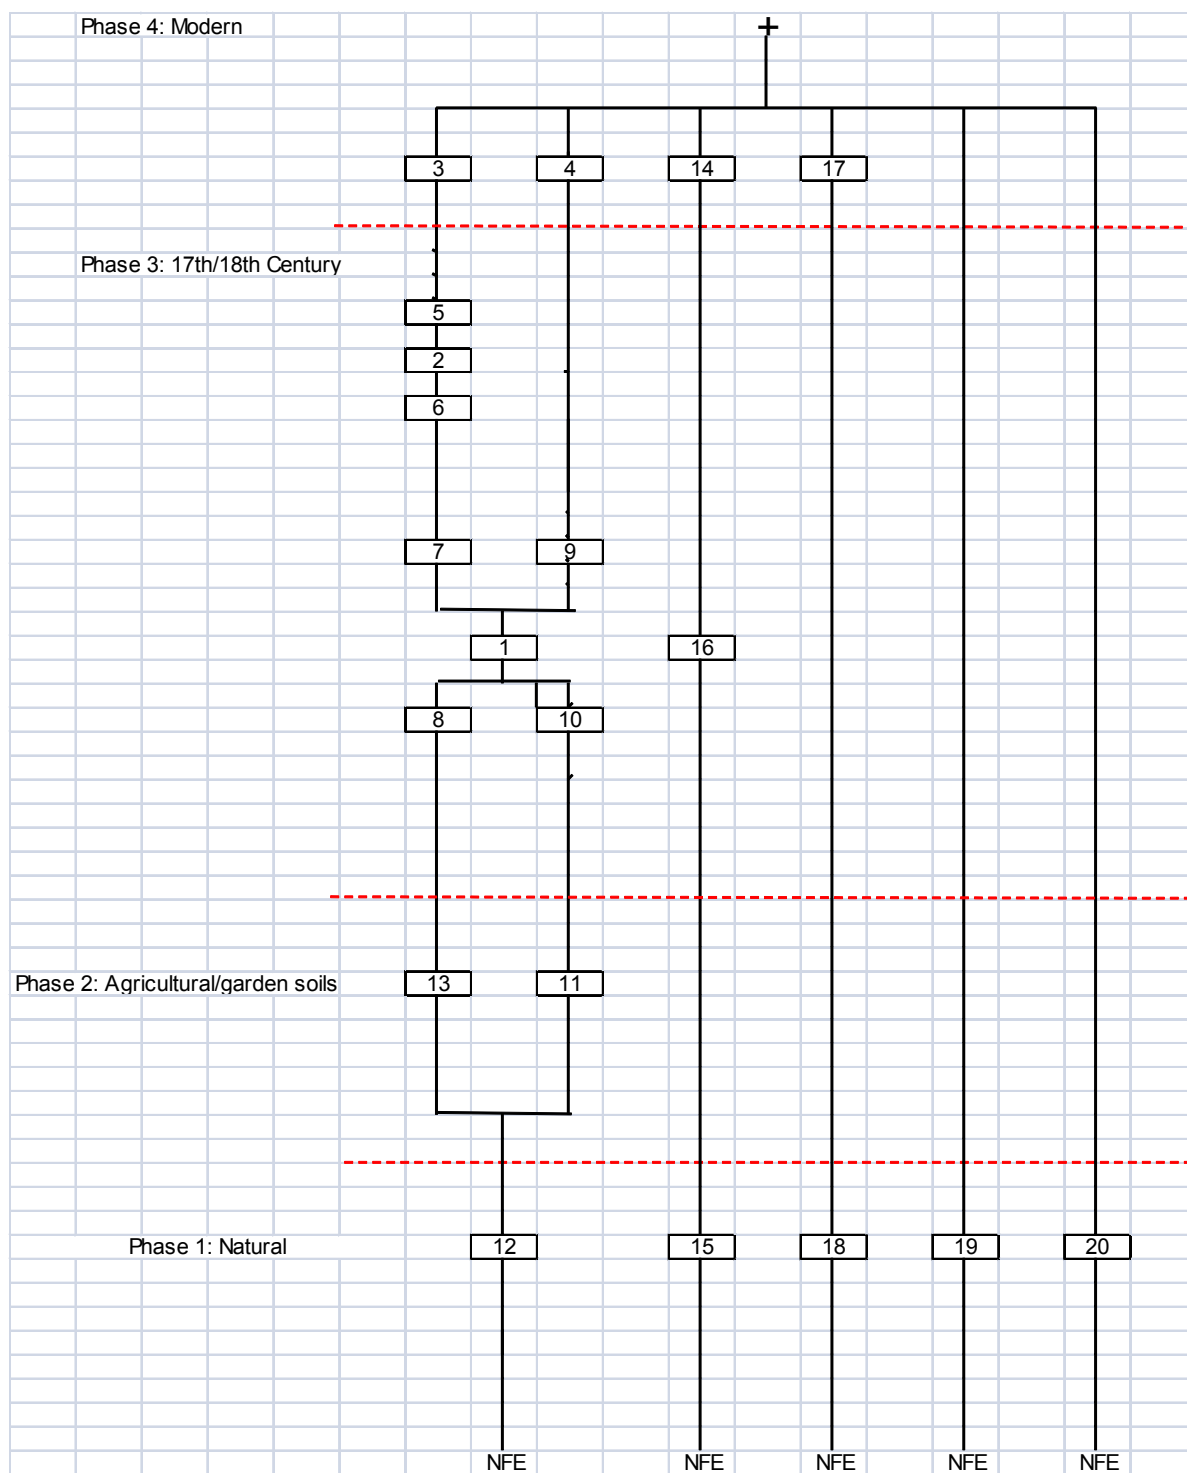 Phase 4: Modern +
3 4 14 17
Phase 3: 17th/18th Century
5
2
6
7 9
1 16
8 10
Phase 2: Agricultural/garden soils 13 11
Phase 1: Natural 12 15 18 19 20
NFE NFE NFE NFE NFE